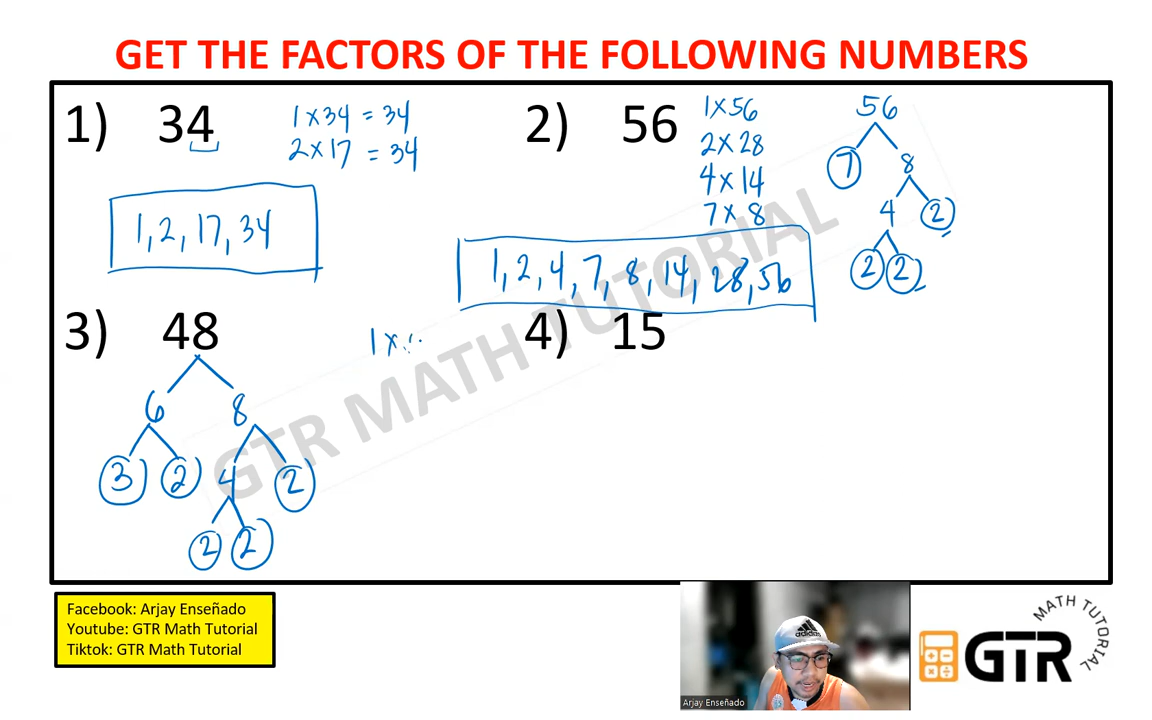 GET THE FACTORS OF THE FOLLOWING NUMBERS
1) 34
1 x 34 = 34
2 x 17 = 34
1, 2, 17, 34
2) 56
1 x 56
2 x 28
4 x 14
7 x 8
56
7 8
4 2
2 2
1, 2, 4, 7, 8, 14, 28, 56
3) 48
6 8
3 2 4 2
2 2
1 x
4) 15
GTR MATH TUTORIAL
Facebook: Arjay Enseñado
Youtube: GTR Math Tutorial
Tiktok: GTR Math Tutorial
adidas
Arjay Enseñado
GTR
MATH TUTORIAL